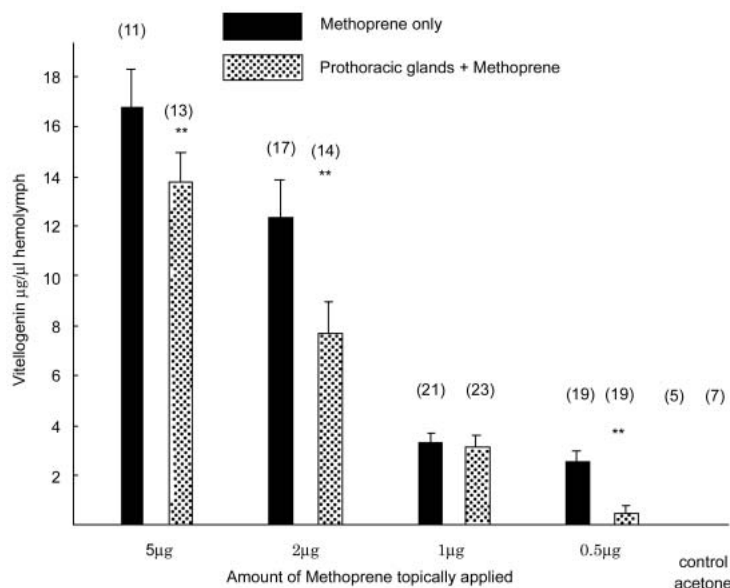 Methoprene only
Prothoracic glands + Methoprene
(11)
(13)
**
(17)
(14)
**
(21)
(23)
(19)
(19)
**
(5)
(7)
18
16
14
12
10
8
6
4
2
Vitellogenin µg/µl hemolymph
5µg
2µg
1µg
0.5µg
control
acetone
Amount of Methoprene topically applied